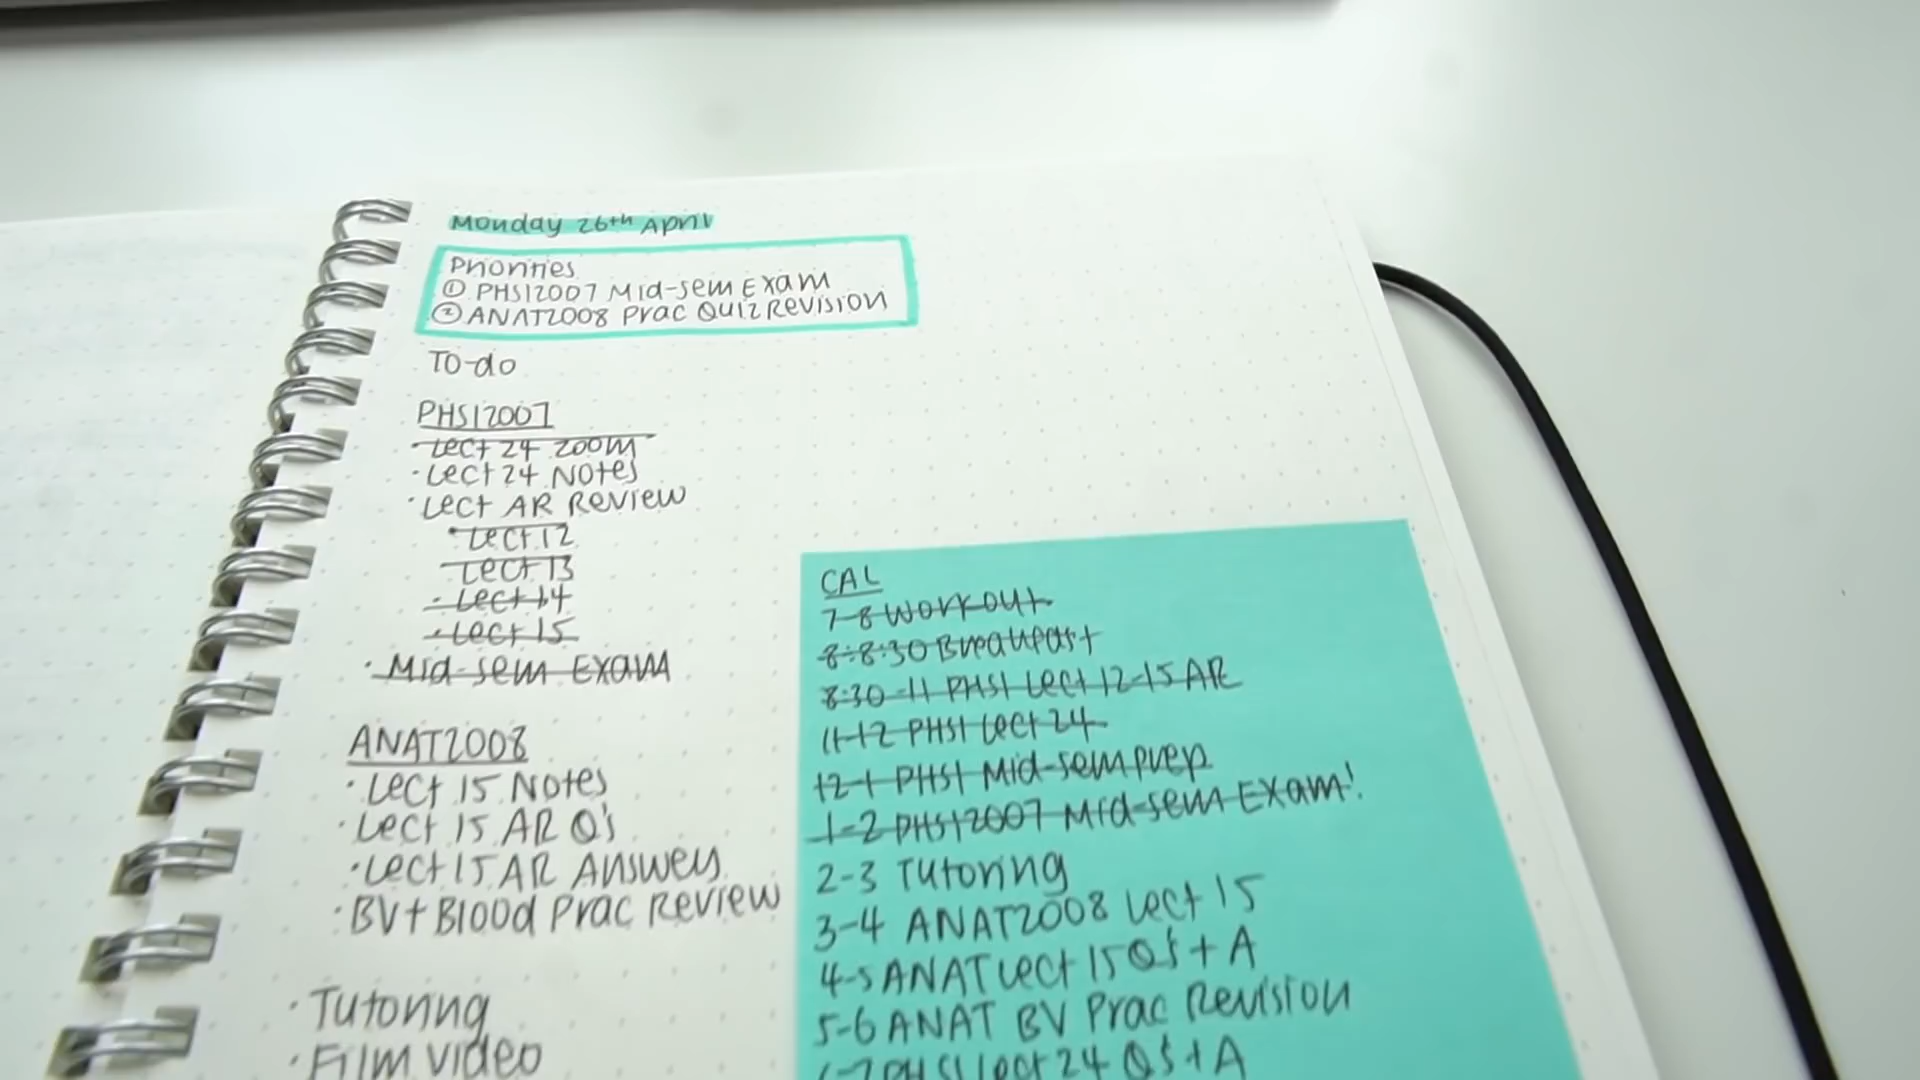 Monday 26th April
Priorities
① PHSI2007 Mid-sem Exam
② ANAT2008 Prac Quiz Revision
To-do
PHSI2007
· Lect 24 Zoom
· Lect 24 Notes
· Lect AR Review
· Lect 12
· Lect 13
· Lect 14
· Lect 15
· Mid-sem Exam
ANAT2008
· Lect 15 Notes
· Lect 15 AR Q's
· Lect 15 AR Answers
· BV + Blood Prac Review
· Tutoring
· Film video
CAL
7-8 Workout
8-8:30 Breakfast
8:30-11 PHSI Lect 12-15 AR
11-12 PHSI Lect 24
12-1 PHSI Mid-sem prep
1-2 PHSI2007 Mid-sem Exam!
2-3 Tutoring
3-4 ANAT2008 Lect 15
4-5 ANAT Lect 15 Q's + A
5-6 ANAT BV Prac Revision
6-7 PHSI Lect 24 Q's + A